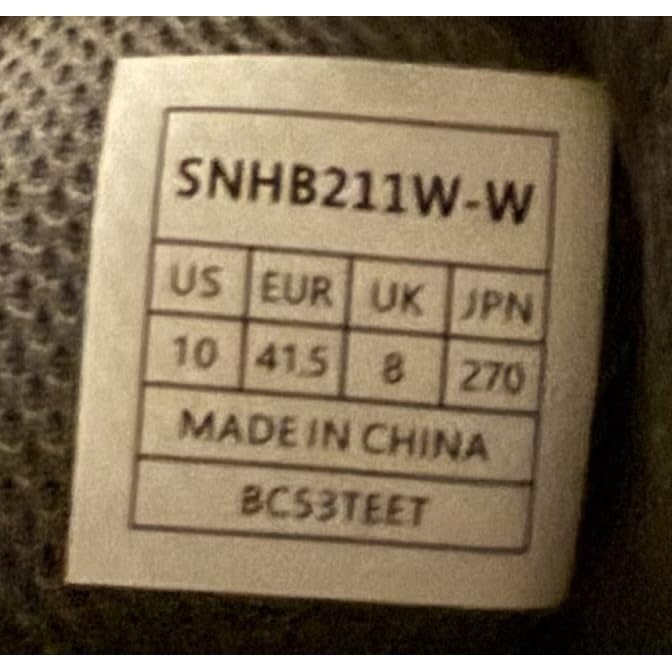 SNHB211W-W
US EUR UK JPN
10 41.5 8 270
MADE IN CHINA
BCS3TEET